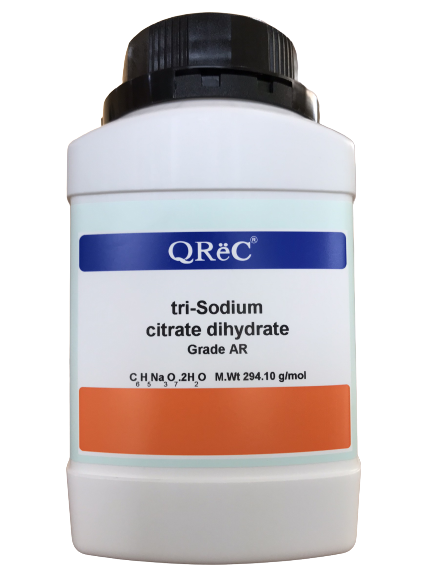 QRëC®
tri-Sodium
citrate dihydrate
Grade AR
C₆H₅Na₃O₇.2H₂O M.Wt 294.10 g/mol